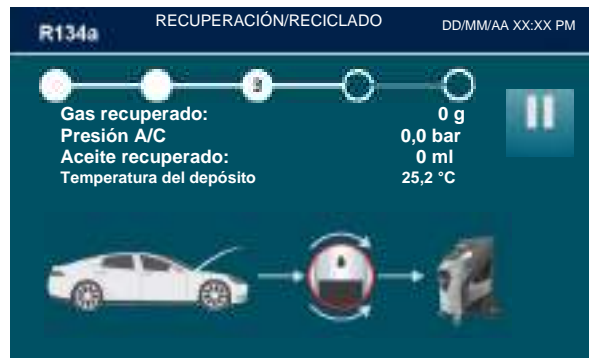 R134a
RECUPERACIÓN/RECICLADO
DD/MM/AA XX:XX PM
Gas recuperado: 0 g
Presión A/C 0,0 bar
Aceite recuperado: 0 ml
Temperatura del depósito 25,2 °C